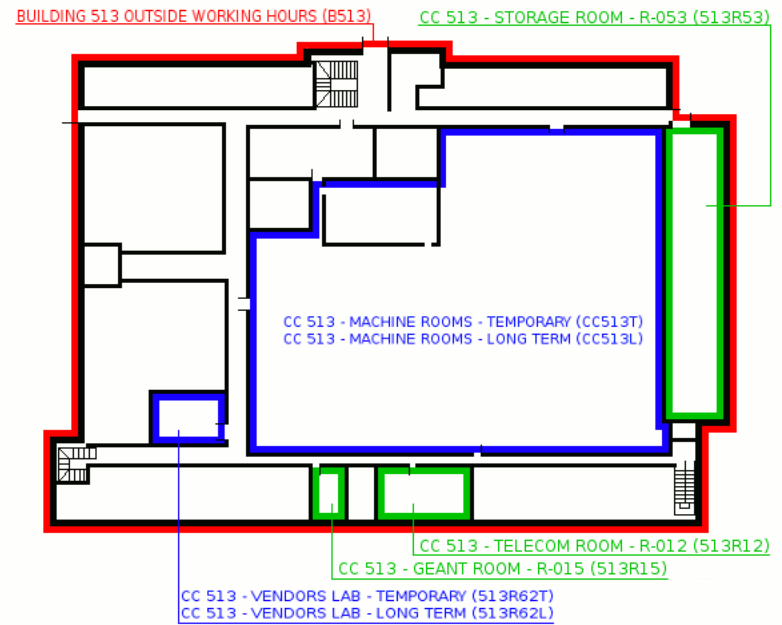 BUILDING 513 OUTSIDE WORKING HOURS (B513)
CC 513 - STORAGE ROOM - R-053 (513R53)
CC 513 - MACHINE ROOMS - TEMPORARY (CC513T)
CC 513 - MACHINE ROOMS - LONG TERM (CC513L)
CC 513 - TELECOM ROOM - R-012 (513R12)
CC 513 - GEANT ROOM - R-015 (513R15)
CC 513 - VENDORS LAB - TEMPORARY (513R62T)
CC 513 - VENDORS LAB - LONG TERM (513R62L)